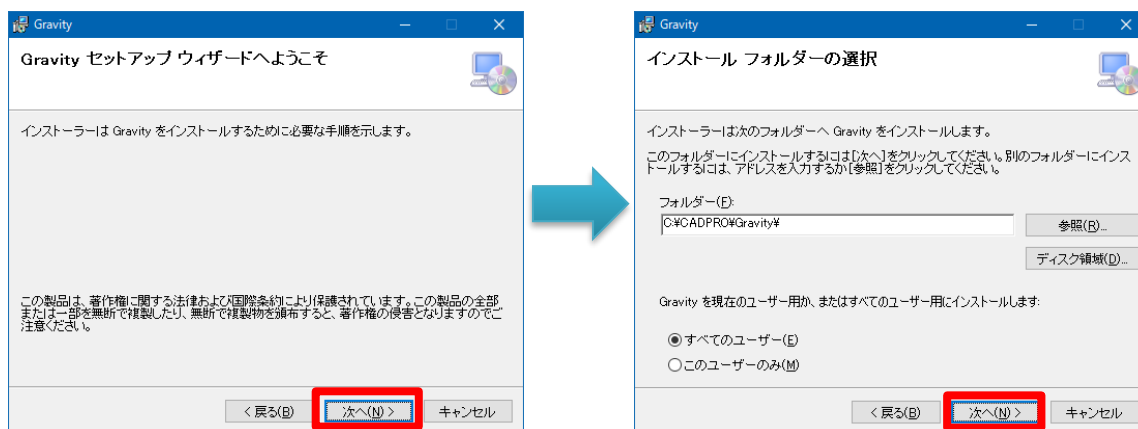 Gravity
Gravity セットアップ ウィザードへようこそ
インストーラーは Gravity をインストールするために必要な手順を示します。
この製品は、著作権に関する法律および国際条約により保護されています。この製品の全部
または一部を無断で複製したり、無断で複製物を頒布すると、著作権の侵害となりますのでご
注意ください。
< 戻る(B)
次へ(N) >
キャンセル
Gravity
インストール フォルダーの選択
インストーラーは次のフォルダーへ Gravity をインストールします。
このフォルダーにインストールするには[次へ]をクリックしてください。別のフォルダーにインス
トールするには、アドレスを入力するか[参照]をクリックしてください。
フォルダー(F):
C:¥CADPRO¥Gravity¥
参照(R)...
ディスク領域(D)...
Gravity を現在のユーザー用か、またはすべてのユーザー用にインストールします:
すべてのユーザー(E)
このユーザーのみ(M)
< 戻る(B)
次へ(N) >
キャンセル